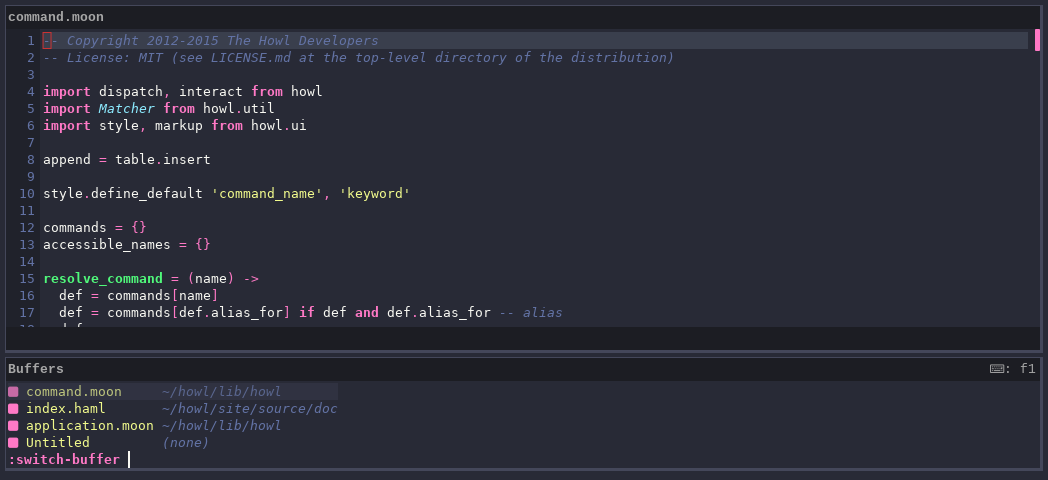 command.moon
1 -- Copyright 2012-2015 The Howl Developers
2 -- License: MIT (see LICENSE.md at the top-level directory of the distribution)
3
4 import dispatch, interact from howl
5 import Matcher from howl.util
6 import style, markup from howl.ui
7
8 append = table.insert
9
10 style.define_default 'command_name', 'keyword'
11
12 commands = {}
13 accessible_names = {}
14
15 resolve_command = (name) ->
16   def = commands[name]
17   def = commands[def.alias_for] if def and def.alias_for -- alias
Buffers ⌨: f1
command.moon ~/howl/lib/howl
index.haml ~/howl/site/source/doc
application.moon ~/howl/lib/howl
Untitled (none)
:switch-buffer